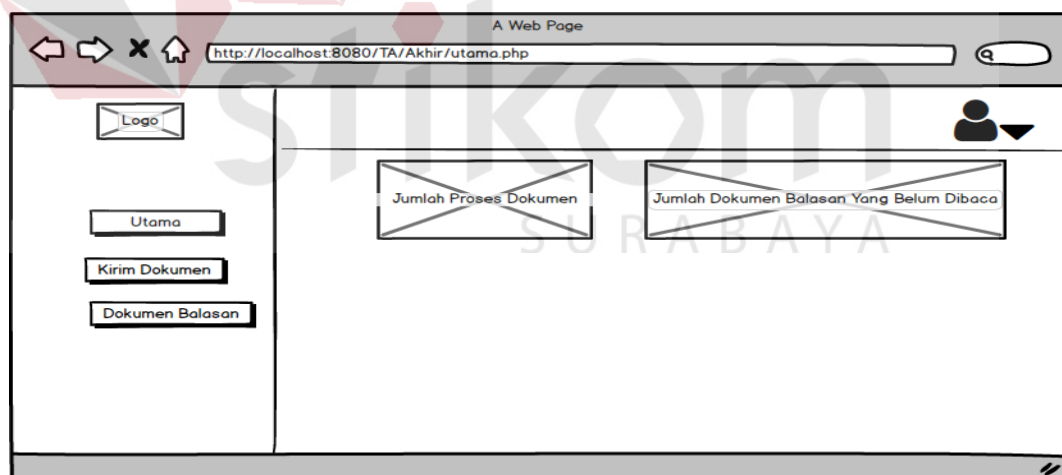 A Web Page
http://localhost:8080/TA/Akhir/utama.php
stikom
SURABAYA
Logo
Utama
Kirim Dokumen
Dokumen Balasan
Jumlah Proses Dokumen
Jumlah Dokumen Balasan Yang Belum Dibaca